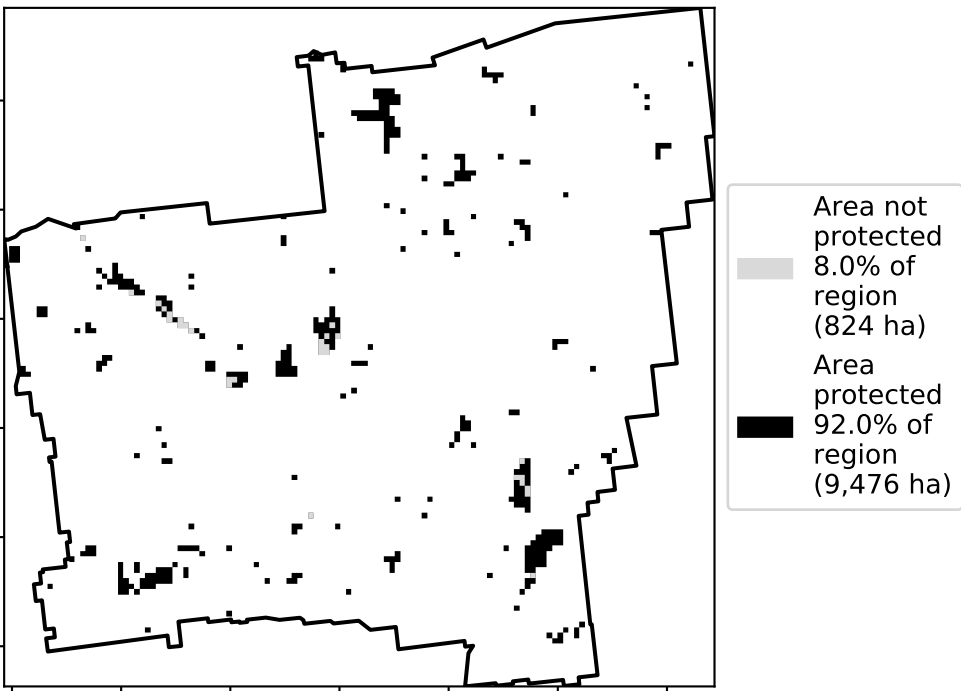 Area not
protected
8.0% of
region
(824 ha)
Area
protected
92.0% of
region
(9,476 ha)